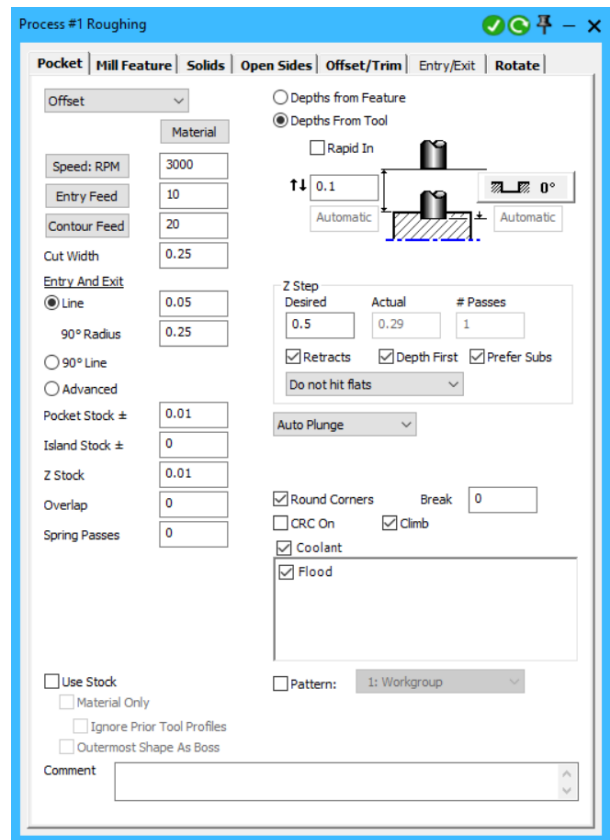 Process #1 Roughing
Pocket Mill Feature Solids Open Sides Offset/Trim Entry/Exit Rotate
Offset
Material
Speed: RPM 3000
Entry Feed 10
Contour Feed 20
Cut Width 0.25
Entry And Exit
Line 0.05
90° Radius 0.25
90° Line
Advanced
Pocket Stock ± 0.01
Island Stock ± 0
Z Stock 0.01
Overlap 0
Spring Passes 0
Depths from Feature
Depths From Tool
Rapid In
0.1
0°
Automatic Automatic
Z Step
Desired Actual # Passes
0.5 0.29 1
Retracts Depth First Prefer Subs
Do not hit flats
Auto Plunge
Round Corners Break 0
CRC On Climb
Coolant
Flood
Use Stock
Material Only
Ignore Prior Tool Profiles
Outermost Shape As Boss
Pattern: 1: Workgroup
Comment